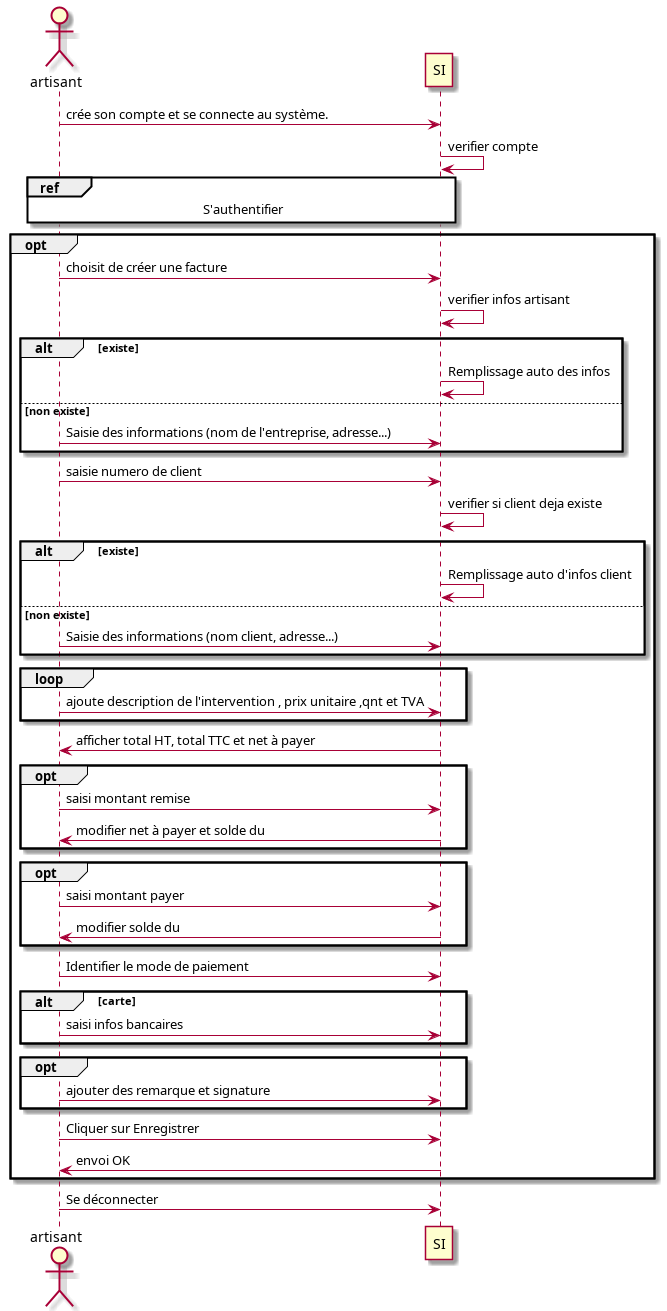 artisant
SI
crée son compte et se connecte au système.
verifier compte
ref
S'authentifier
opt
choisit de créer une facture
verifier infos artisant
alt [existe]
Remplissage auto des infos
[non existe]
Saisie des informations (nom de l'entreprise, adresse...)
saisie numero de client
verifier si client deja existe
alt [existe]
Remplissage auto d'infos client
[non existe]
Saisie des informations (nom client, adresse...)
loop
ajoute description de l'intervention , prix unitaire ,qnt et TVA
afficher total HT, total TTC et net à payer
opt
saisi montant remise
modifier net à payer et solde du
opt
saisi montant payer
modifier solde du
Identifier le mode de paiement
alt [carte]
saisi infos bancaires
opt
ajouter des remarque et signature
Cliquer sur Enregistrer
envoi OK
Se déconnecter
artisant
SI